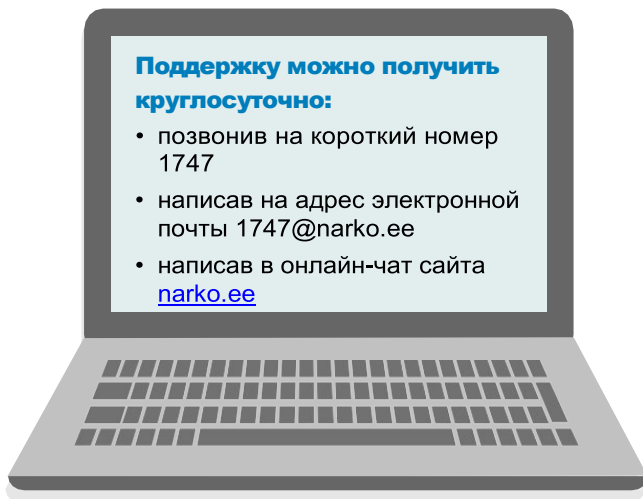 Поддержку можно получить
круглосуточно:
• позвонив на короткий номер
1747
• написав на адрес электронной
почты 1747@narko.ee
• написав в онлайн-чат сайта
narko.ee